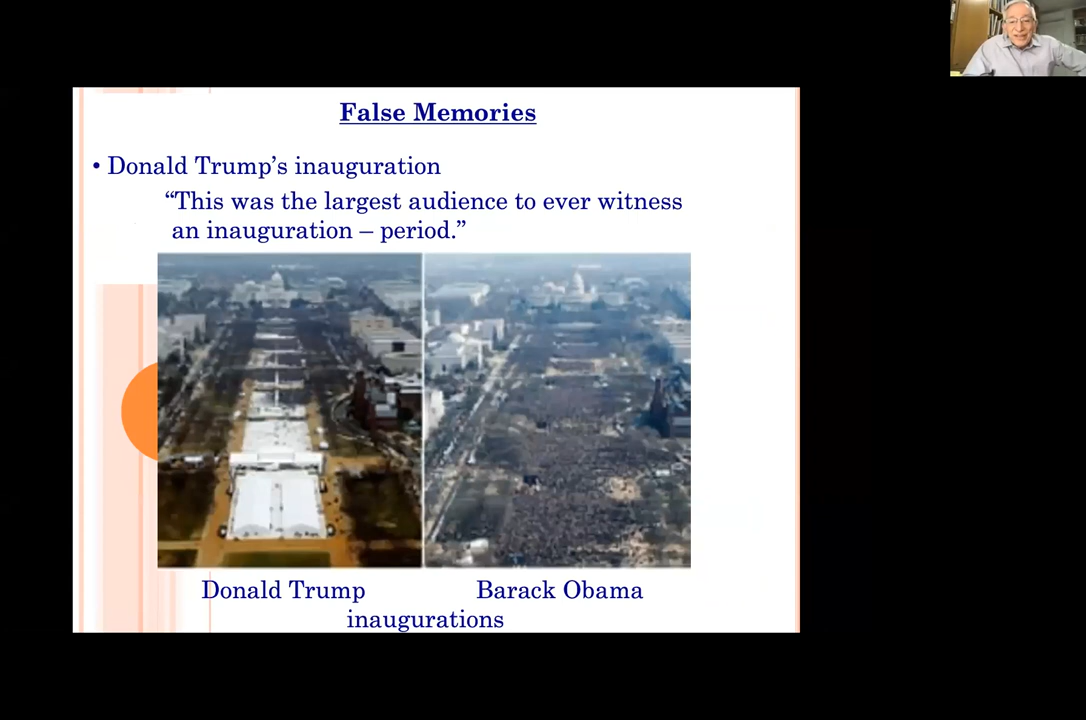 False Memories
• Donald Trump’s inauguration
“This was the largest audience to ever witness
an inauguration – period.”
Donald Trump Barack Obama
inaugurations